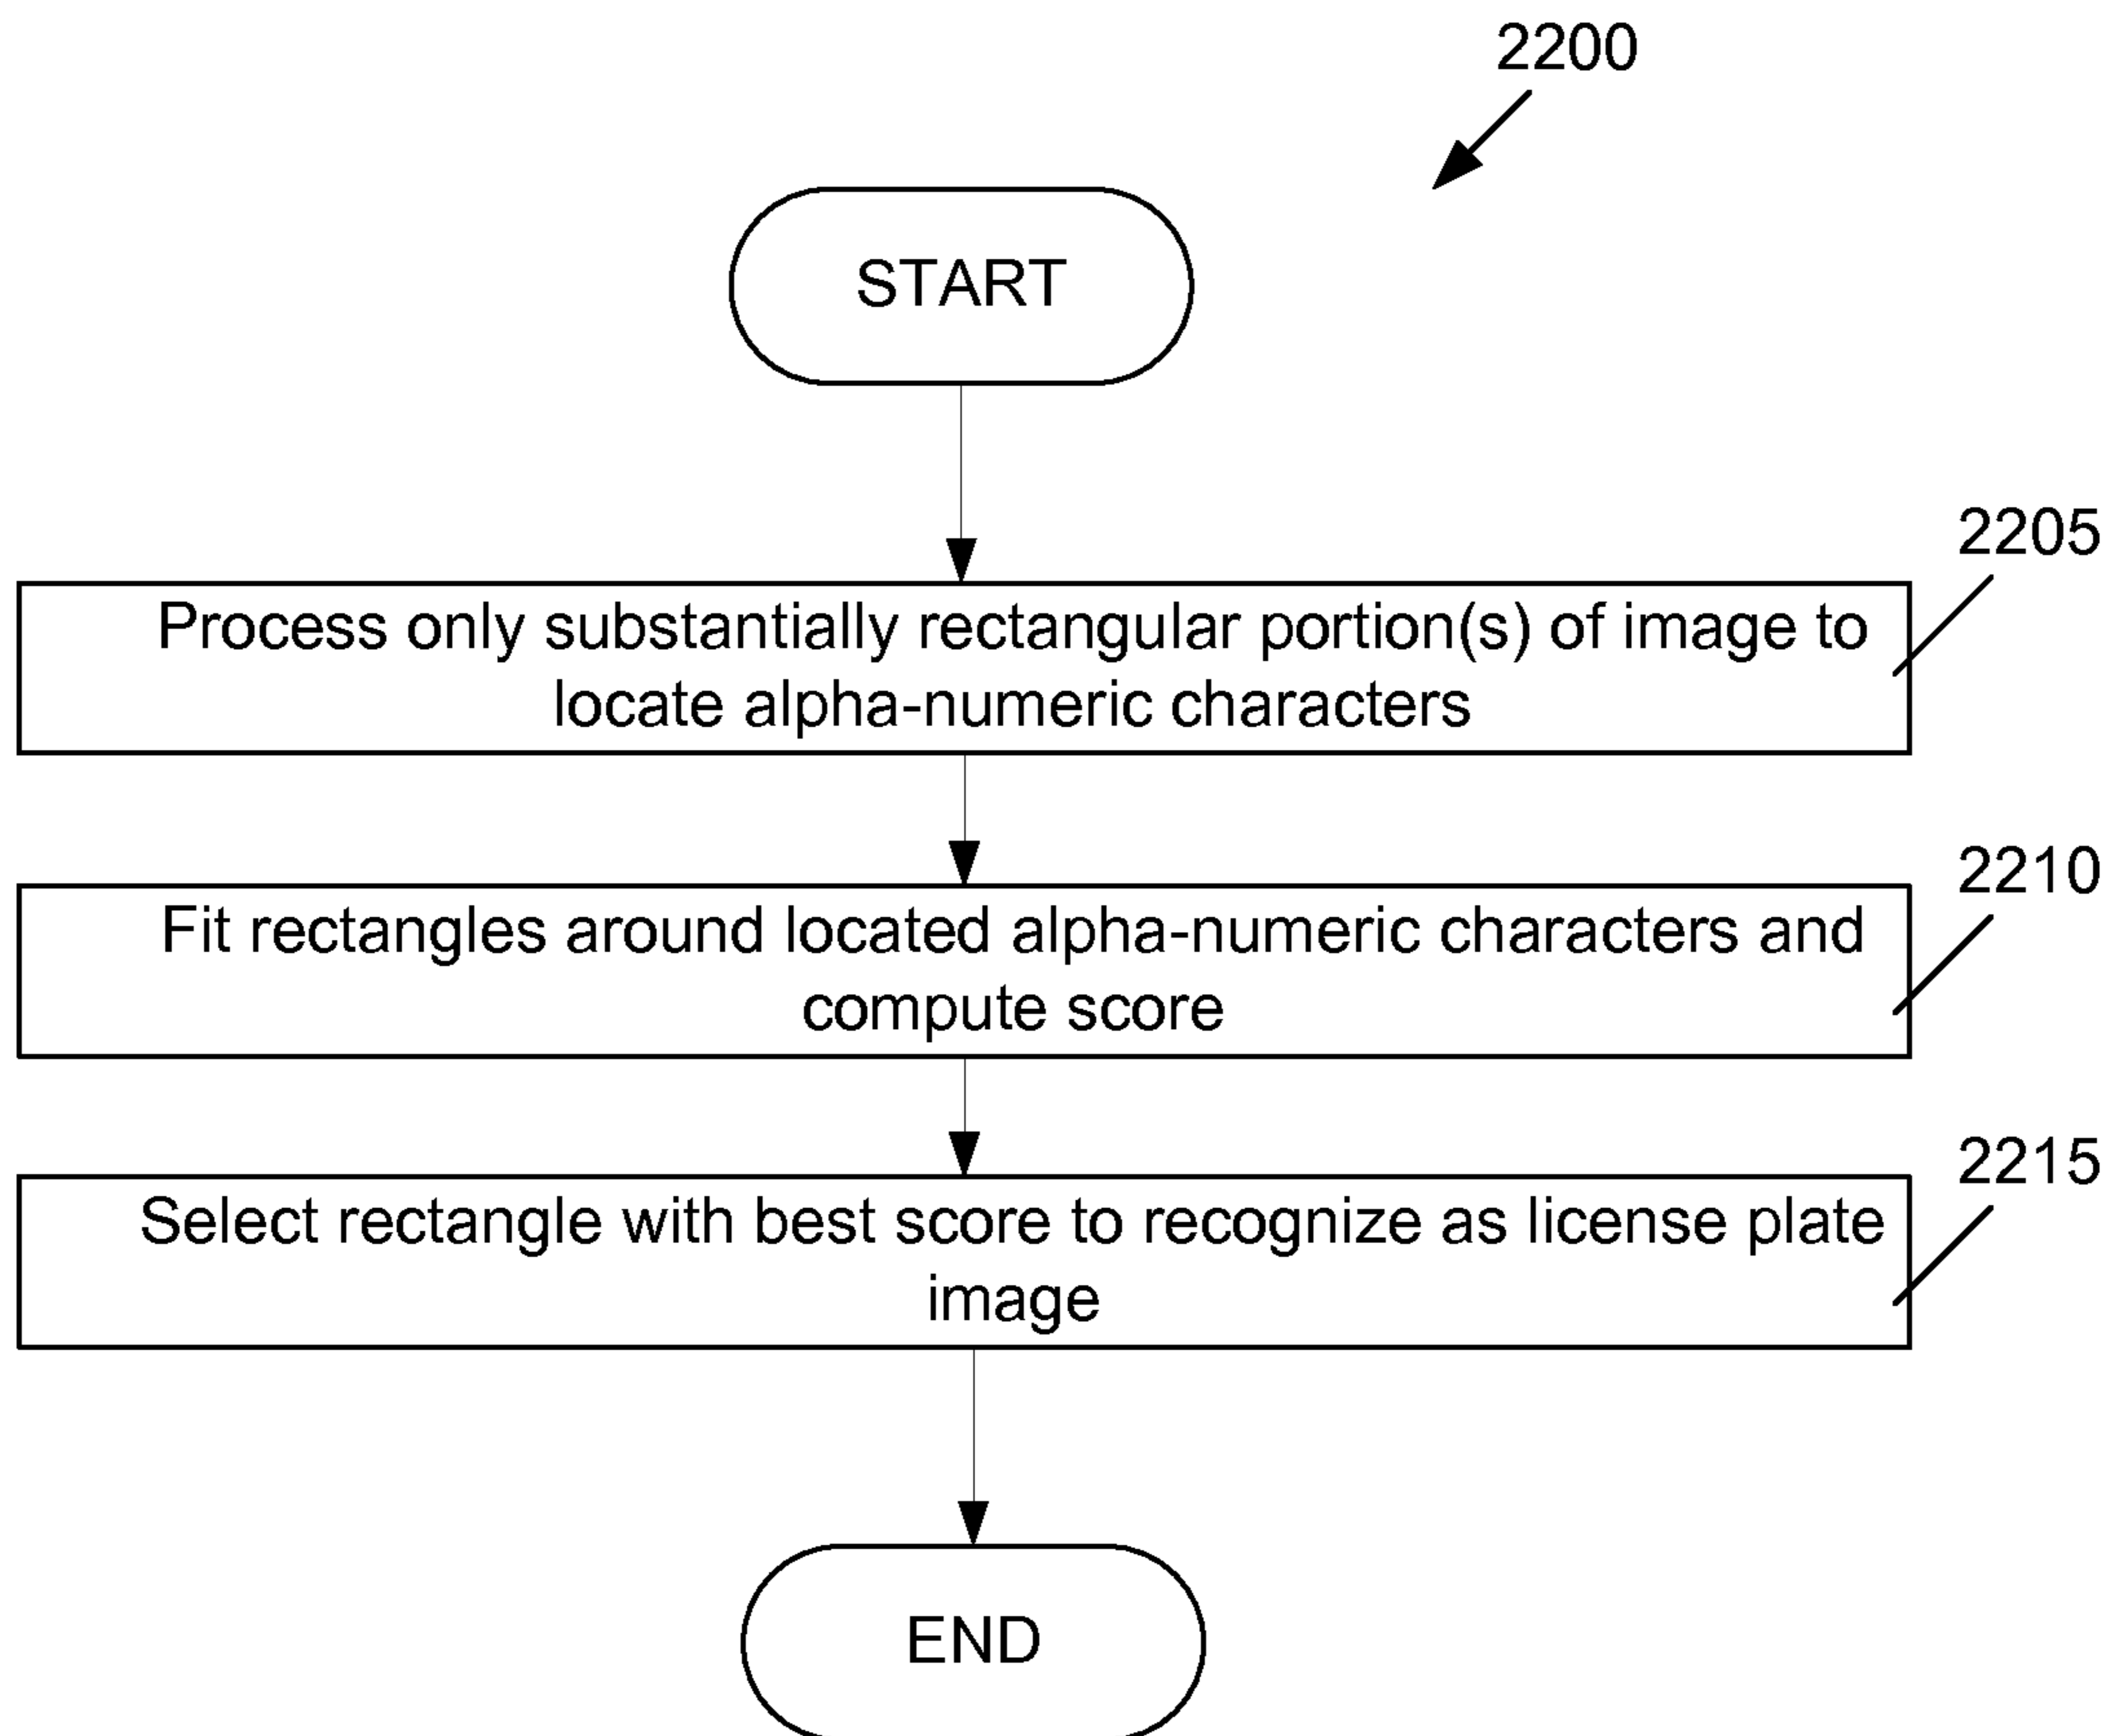 2200
START
2205
Process only substantially rectangular portion(s) of image to
locate alpha-numeric characters
2210
Fit rectangles around located alpha-numeric characters and
compute score
2215
Select rectangle with best score to recognize as license plate
image
END